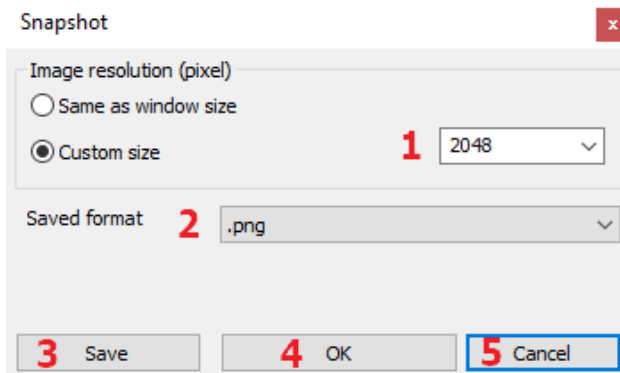 Snapshot x
Image resolution (pixel)
Same as window size
Custom size 1 2048
Saved format 2 .png
3 Save 4 OK 5 Cancel